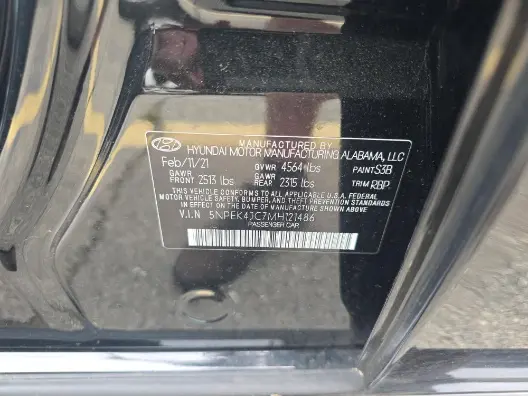 MANUFACTURED BY
HYUNDAI MOTOR MANUFACTURING ALABAMA, LLC
Feb/11/21 GVWR 4564 lbs PAINT S3B
GAWR FRONT 2513 lbs GAWR REAR 2315 lbs TRIM RBP
THIS VEHICLE CONFORMS TO ALL APPLICABLE U.S.A. FEDERAL
MOTOR VEHICLE SAFETY, BUMPER, AND THEFT PREVENTION STANDARDS
IN EFFECT ON THE DATE OF MANUFACTURE SHOWN ABOVE.
V.I.N 5NPEK4JC7MH121486
PASSENGER CAR